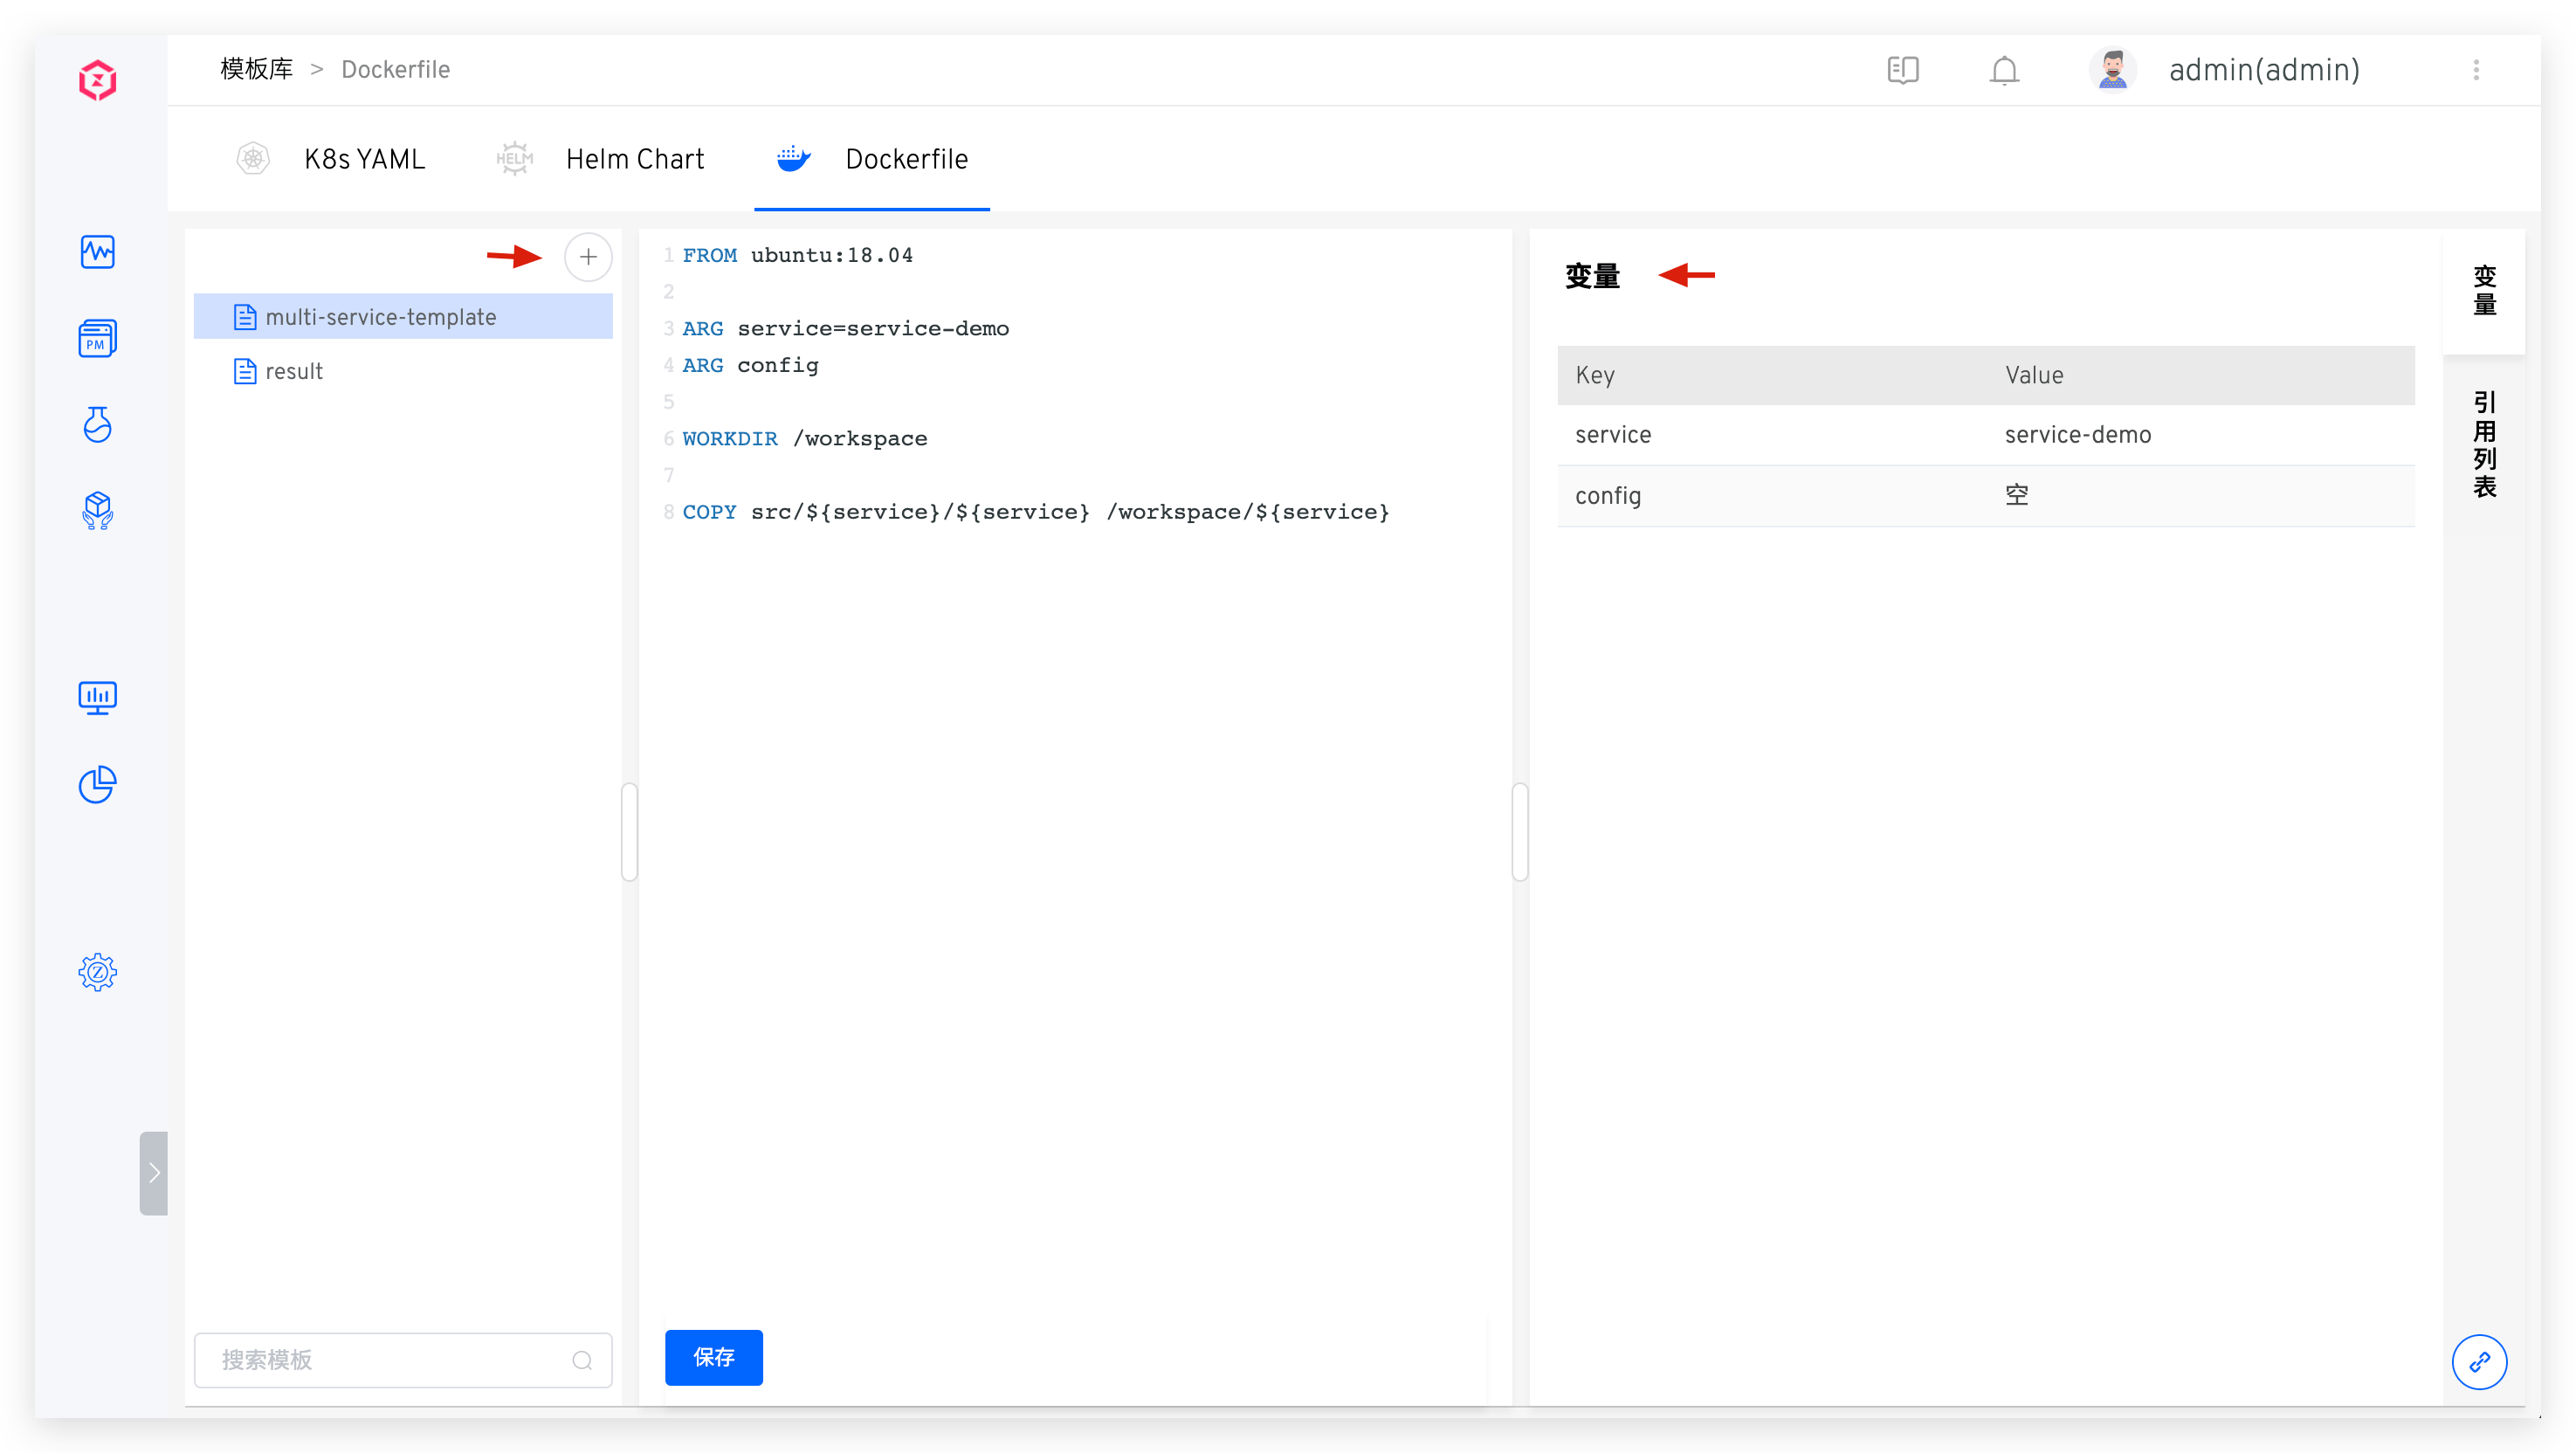 模板库 > Dockerfile
admin(admin)
K8s YAML
HELM
Helm Chart
Dockerfile
PM
multi-service-template
result
搜索模板
1 FROM ubuntu:18.04
2
3 ARG service=service-demo
4 ARG config
5
6 WORKDIR /workspace
7
8 COPY src/${service}/${service} /workspace/${service}
保存
变量
Key Value
service service-demo
config 空
变量
引用列表